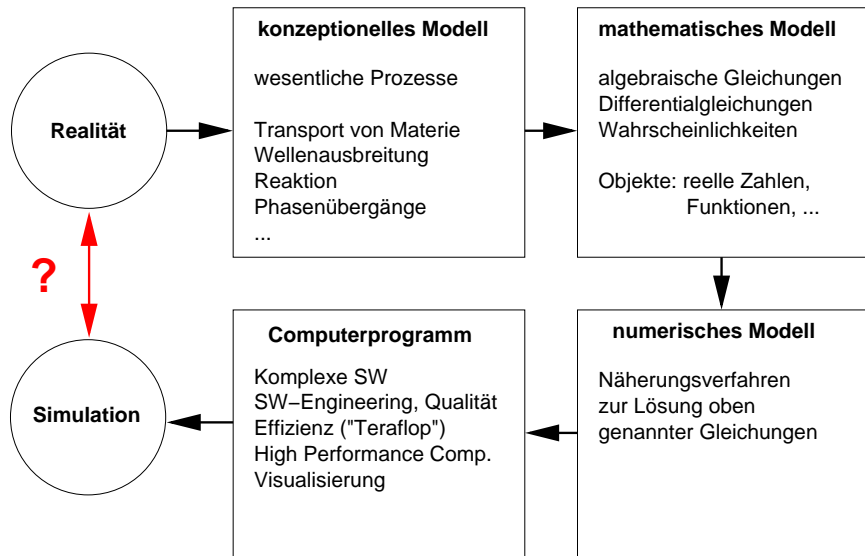 Realität
konzeptionelles Modell
wesentliche Prozesse
Transport von Materie
Wellenausbreitung
Reaktion
Phasenübergänge
...
mathematisches Modell
algebraische Gleichungen
Differentialgleichungen
Wahrscheinlichkeiten
Objekte: reelle Zahlen,
Funktionen, ...
?
Simulation
Computerprogramm
Komplexe SW
SW−Engineering, Qualität
Effizienz ("Teraflop")
High Performance Comp.
Visualisierung
numerisches Modell
Näherungsverfahren
zur Lösung oben
genannter Gleichungen